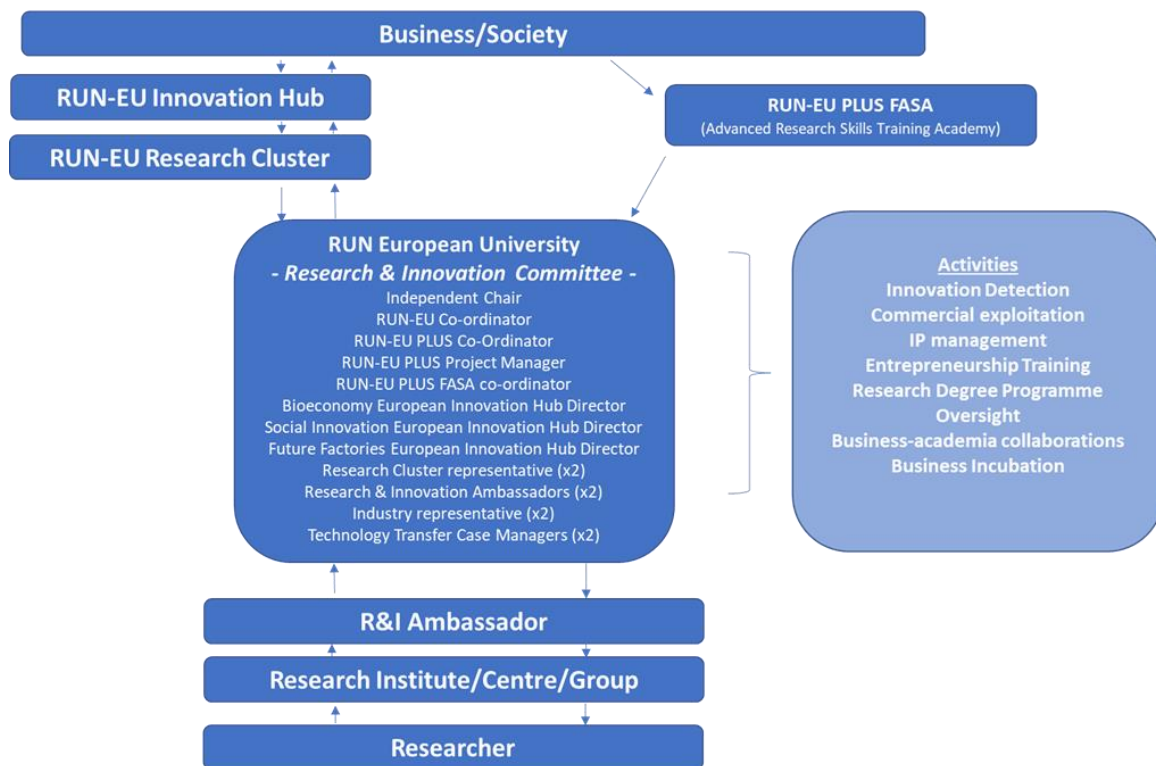 Business/Society
RUN-EU Innovation Hub
RUN-EU PLUS FASA
(Advanced Research Skills Training Academy)
RUN-EU Research Cluster
RUN European University
- Research & Innovation Committee -
Independent Chair
RUN-EU Co-ordinator
RUN-EU PLUS Co-Ordinator
RUN-EU PLUS Project Manager
RUN-EU PLUS FASA co-ordinator
Bioeconomy European Innovation Hub Director
Social Innovation European Innovation Hub Director
Future Factories European Innovation Hub Director
Research Cluster representative (x2)
Research & Innovation Ambassadors (x2)
Industry representative (x2)
Technology Transfer Case Managers (x2)
Activities
Innovation Detection
Commercial exploitation
IP management
Entrepreneurship Training
Research Degree Programme
Oversight
Business-academia collaborations
Business Incubation
R&I Ambassador
Research Institute/Centre/Group
Researcher